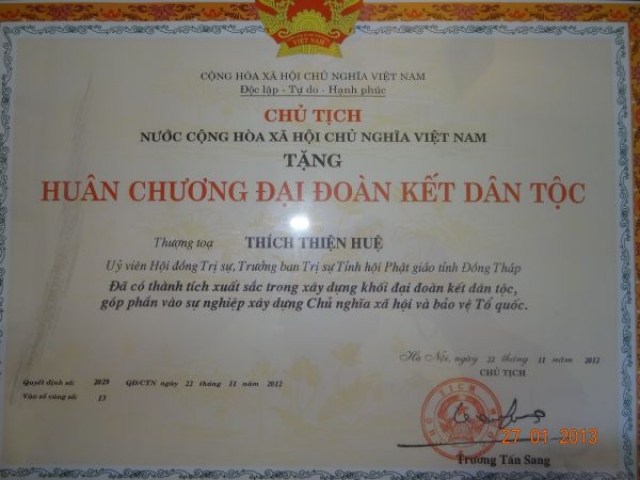 VIỆT NAM
CỘNG HÒA XÃ HỘI CHỦ NGHĨA VIỆT NAM
Độc lập - Tự do - Hạnh phúc
CHỦ TỊCH
NƯỚC CỘNG HÒA XÃ HỘI CHỦ NGHĨA VIỆT NAM
TẶNG
HUÂN CHƯƠNG ĐẠI ĐOÀN KẾT DÂN TỘC
Thượng toạ THÍCH THIỆN HUỆ
Uỷ viên Hội đồng Trị sự, Trưởng ban Trị sự Tỉnh hội Phật giáo tỉnh Đồng Tháp
Đã có thành tích xuất sắc trong xây dựng khối đại đoàn kết dân tộc,
góp phần vào sự nghiệp xây dựng Chủ nghĩa xã hội và bảo vệ Tổ quốc.
Hà Nội, ngày 22 tháng 11 năm 2012
CHỦ TỊCH
Quyết định số: 2029 QĐ/CTN ngày 22 tháng 11 năm 2012
Vào sổ vàng số: 13
27 01 2013
Trương Tấn Sang